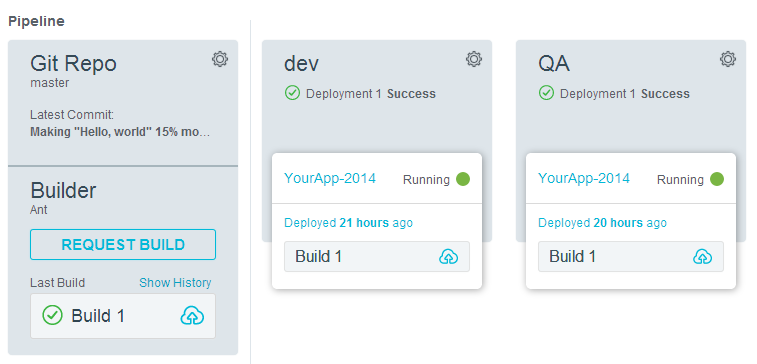 Pipeline
Git Repo
master
Latest Commit:
Making "Hello, world" 15% mo...
Builder
Ant
REQUEST BUILD
Last Build Show History
Build 1
dev
Deployment 1 Success
YourApp-2014 Running
Deployed 21 hours ago
Build 1
QA
Deployment 1 Success
YourApp-2014 Running
Deployed 20 hours ago
Build 1